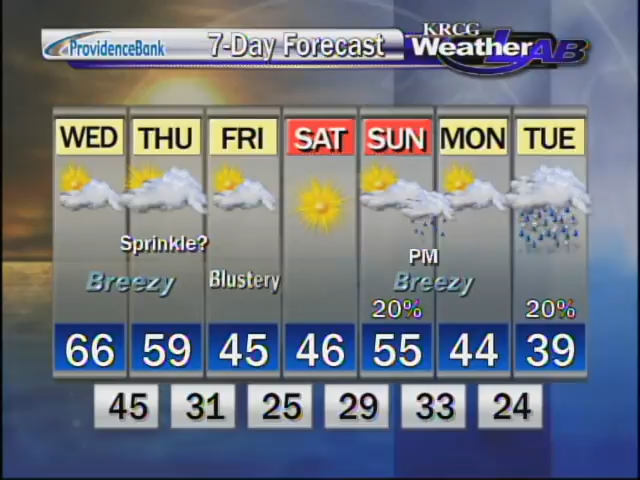 ProvidenceBank 7-Day Forecast KRCG
WeatherLAB
WED THU FRI SAT SUN MON TUE
Sprinkle?
PM
Breezy Blustery Breezy
20% 20%
66 59 45 46 55 44 39
45 31 25 29 33 24